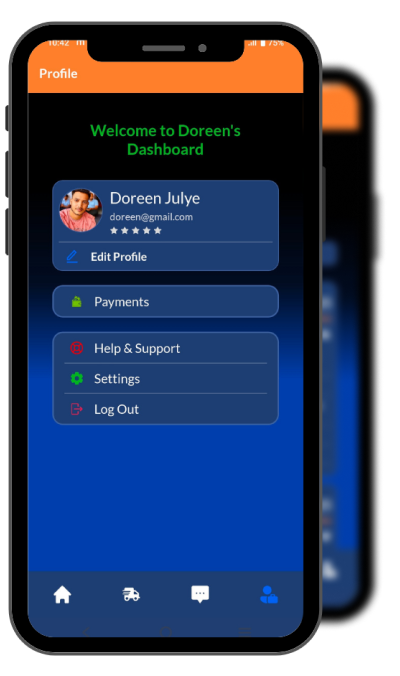 10:42
75%
Profile
Welcome to Doreen's
Dashboard
Doreen Julye
doreen@gmail.com
Edit Profile
Payments
Help & Support
Settings
Log Out